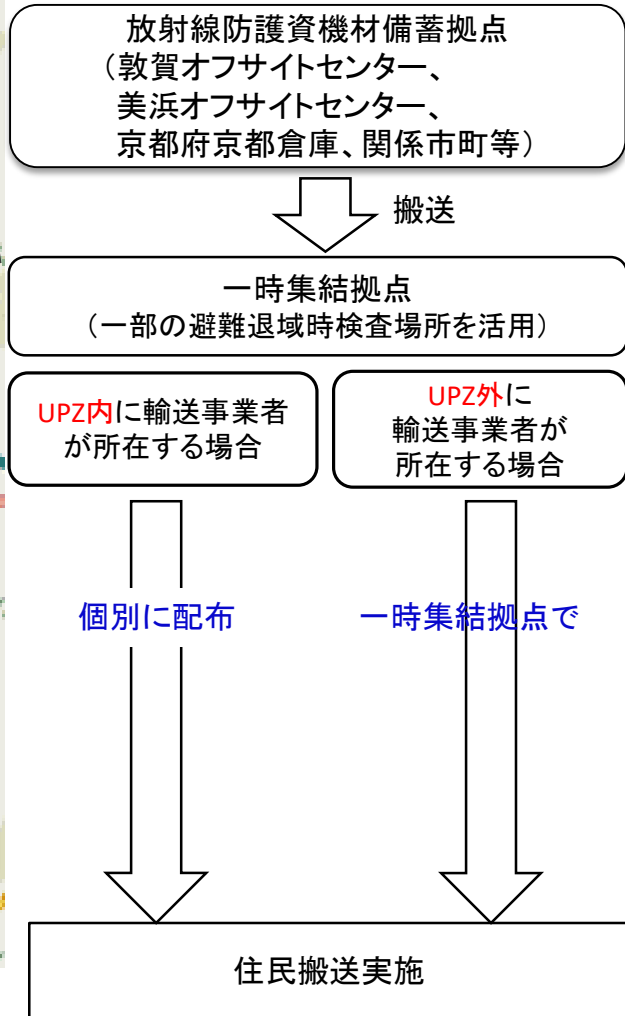 放射線防護資機材備蓄拠点
（敦賀オフサイトセンター、
美浜オフサイトセンター、
京都府京都倉庫、関係市町等）
搬送
一時集結拠点
（一部の避難退域時検査場所を活用）
UPZ内に輸送事業者
が所在する場合
UPZ外に
輸送事業者が
所在する場合
個別に配布
一時集結拠点で
住民搬送実施